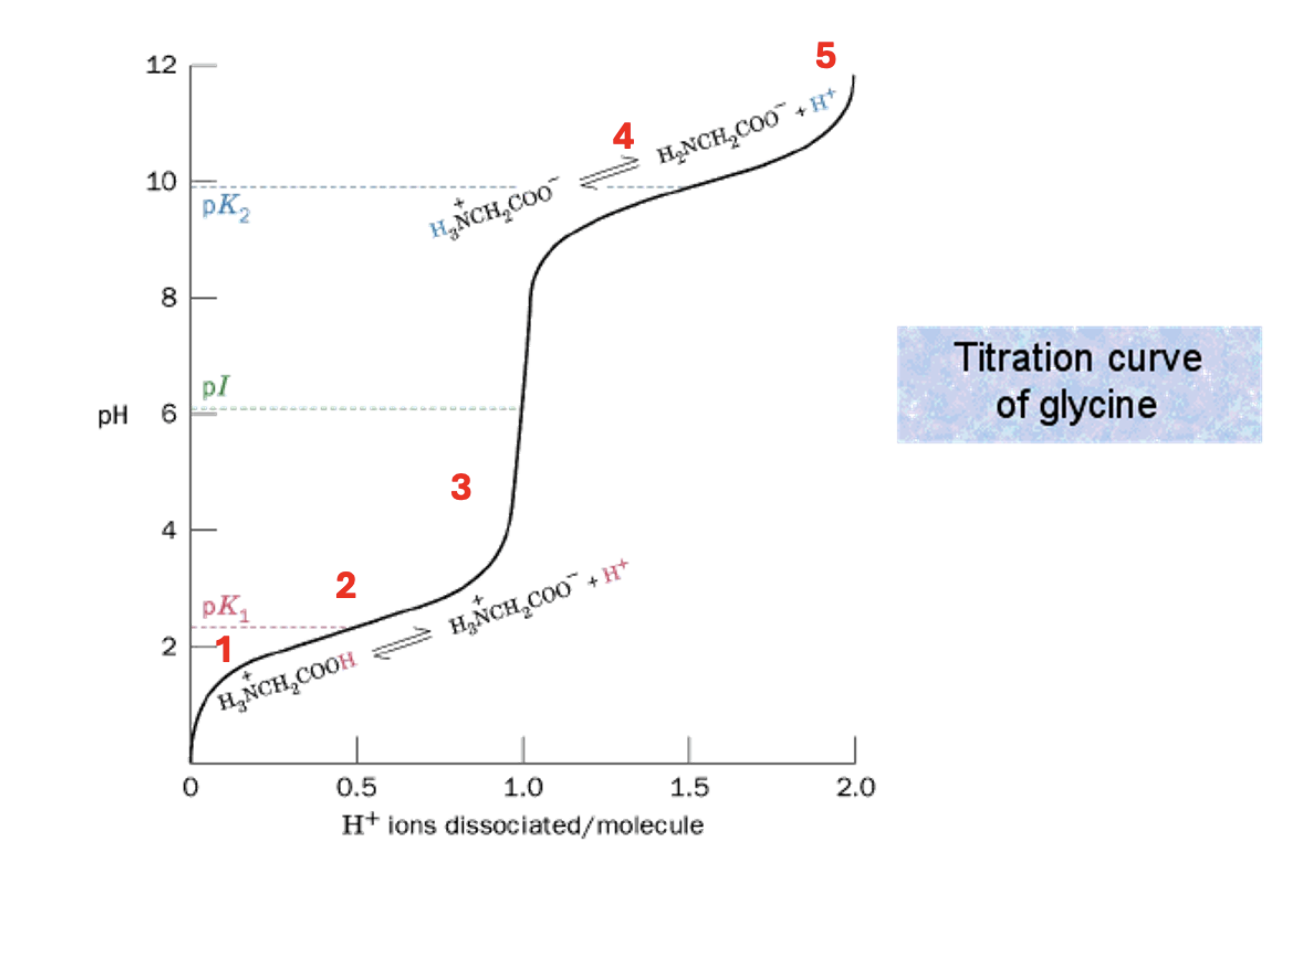 5
12
4
H₂NCH₂COO⁻ + H⁺
10
H₃N⁺CH₂COO⁻
pK₂
8
Titration curve
of glycine
pI
pH
6
3
4
2
H₃N⁺CH₂COO⁻ + H⁺
pK₁
1
2
H₃N⁺CH₂COOH
0
0.5
1.0
1.5
2.0
H⁺ ions dissociated/molecule